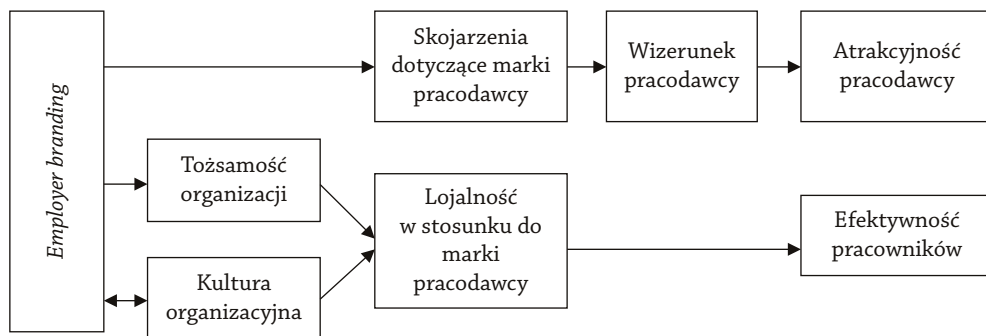 Employer branding
Skojarzenia
dotyczące marki
pracodawcy
Wizerunek
pracodawcy
Atrakcyjność
pracodawcy
Tożsamość
organizacji
Lojalność
w stosunku do
marki
pracodawcy
Efektywność
pracowników
Kultura
organizacyjna